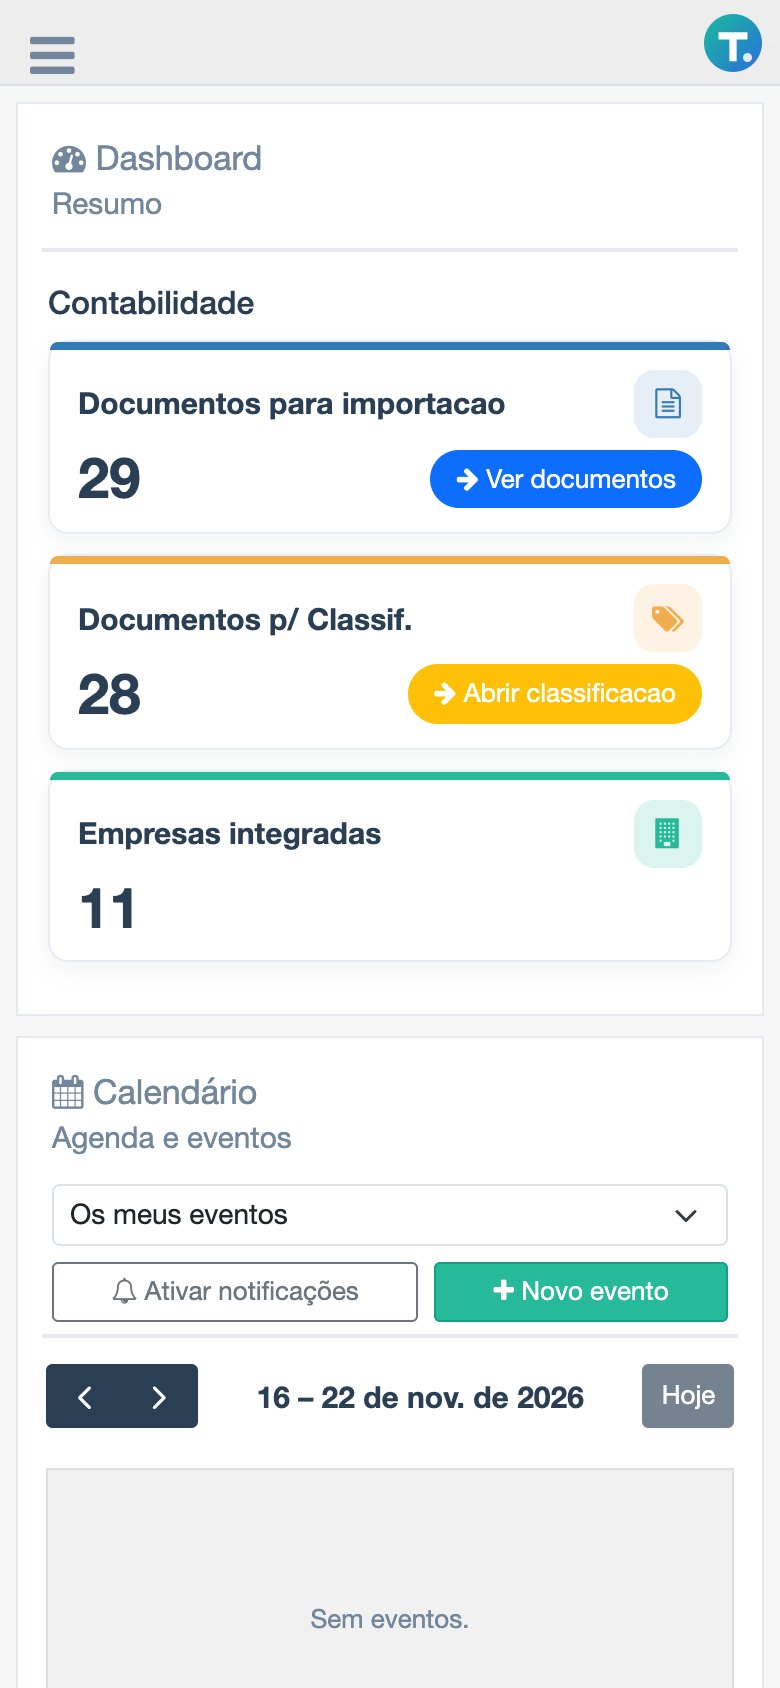 T.
Dashboard
Resumo
Contabilidade
Documentos para importacao
29
Ver documentos
Documentos p/ Classif.
28
Abrir classificacao
Empresas integradas
11
Calendário
Agenda e eventos
Os meus eventos
Ativar notificações
Novo evento
16 – 22 de nov. de 2026
Hoje
Sem eventos.